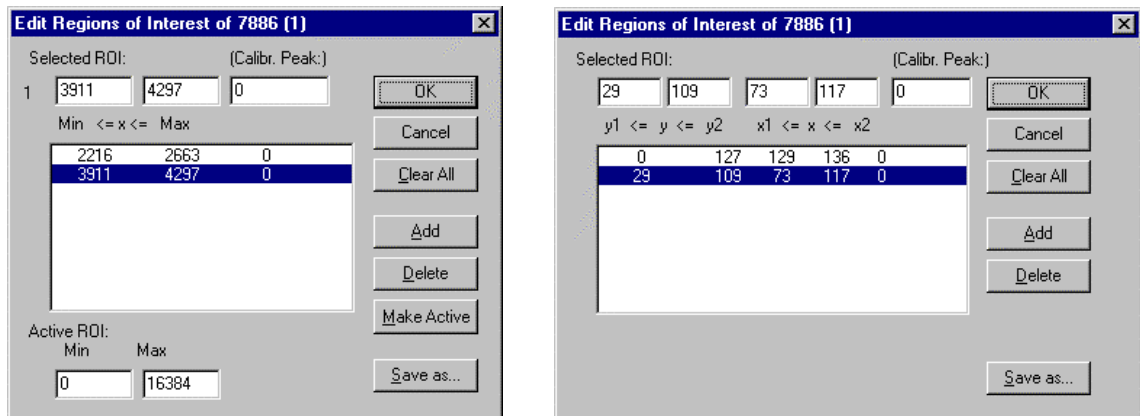 Edit Regions of Interest of 7886 (1)
Selected ROI: (Calibr. Peak:)
1 3911 4297 0 OK
Min <= x <= Max Cancel
2216 2663 0
3911 4297 0 Clear All
Add
Delete
Make Active
Active ROI:
Min Max
0 16384 Save as...
Edit Regions of Interest of 7886 (1)
Selected ROI: (Calibr. Peak:)
29 109 73 117 0 OK
y1 <= y <= y2 x1 <= x <= x2 Cancel
0 127 129 136 0
29 109 73 117 0 Clear All
Add
Delete
Save as...